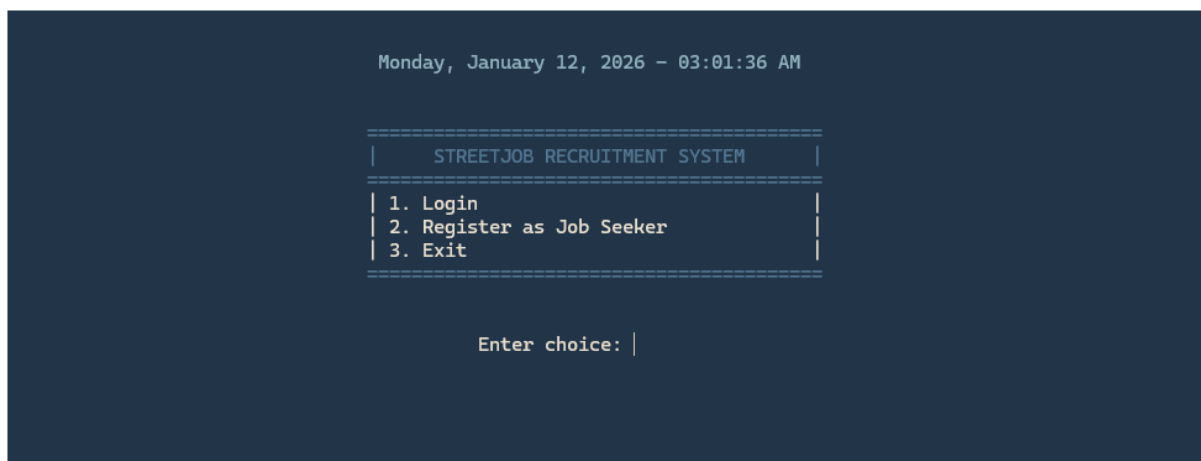 Monday, January 12, 2026 - 03:01:36 AM
=========================================
| STREETJOB RECRUITMENT SYSTEM |
=========================================
| 1. Login |
| 2. Register as Job Seeker |
| 3. Exit |
=========================================
Enter choice: